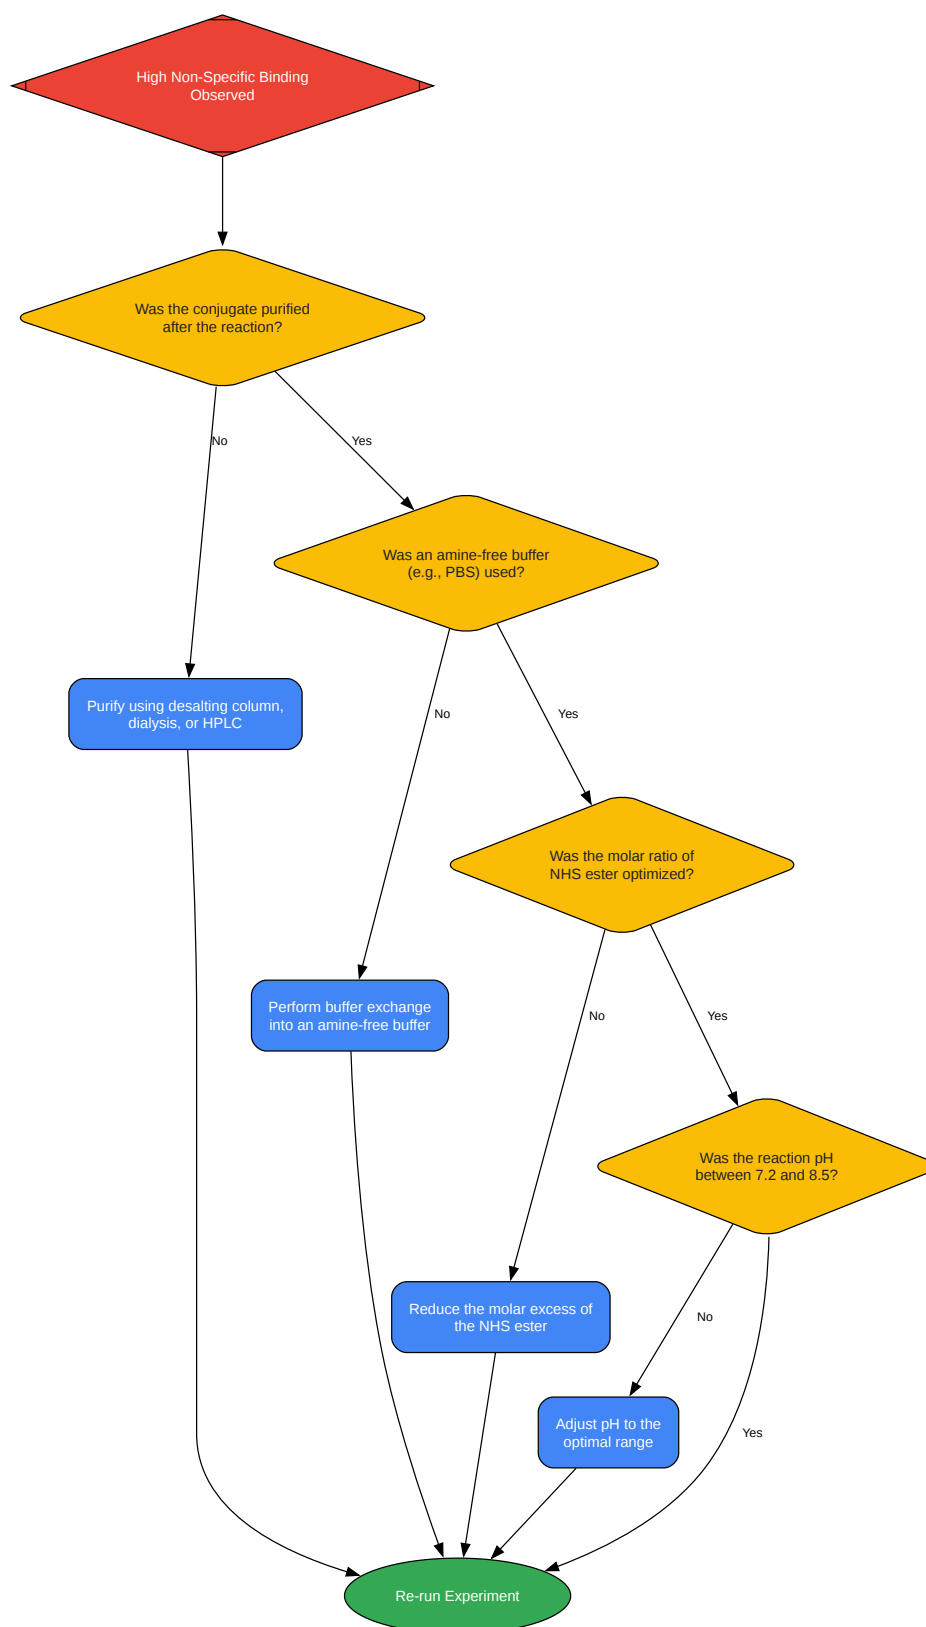 High Non-Specific Binding
Observed
Was the conjugate purified
after the reaction?
No
Yes
Was an amine-free buffer
(e.g., PBS) used?
Purify using desalting column,
dialysis, or HPLC
No
Yes
Was the molar ratio of
NHS ester optimized?
Perform buffer exchange
into an amine-free buffer
No
Yes
Was the reaction pH
between 7.2 and 8.5?
Reduce the molar excess of
the NHS ester
No
Adjust pH to the
optimal range
Yes
Re-run Experiment